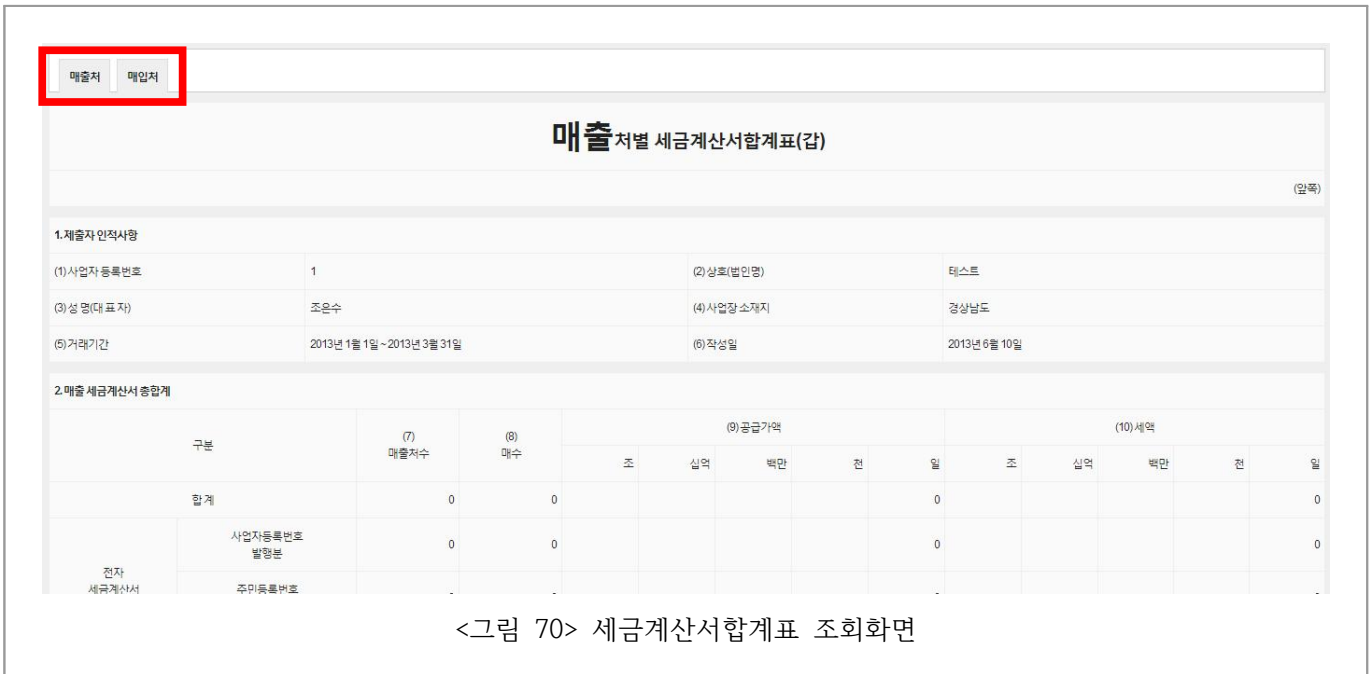 매출처 매입처
매출처별 세금계산서합계표(갑)
(앞쪽)
1.제출자 인적사항
(1)사업자 등록번호 1 (2)상호(법인명) 테스트
(3)성 명(대 표 자) 조은수 (4)사업장 소재지 경상남도
(5)거래기간 2013년 1월 1일 ~ 2013년 3월 31일 (6)작성일 2013년 6월 10일
2.매출 세금계산서 총합계
구분 (7) 매출처수 (8) 매수 (9)공급가액 (10)세액
조 십억 백만 천 일 조 십억 백만 천 일
합 계 0 0 0 0
전자 세금계산서 사업자등록번호 발행분 0 0 0 0
주민등록번호
<그림 70> 세금계산서합계표 조회화면